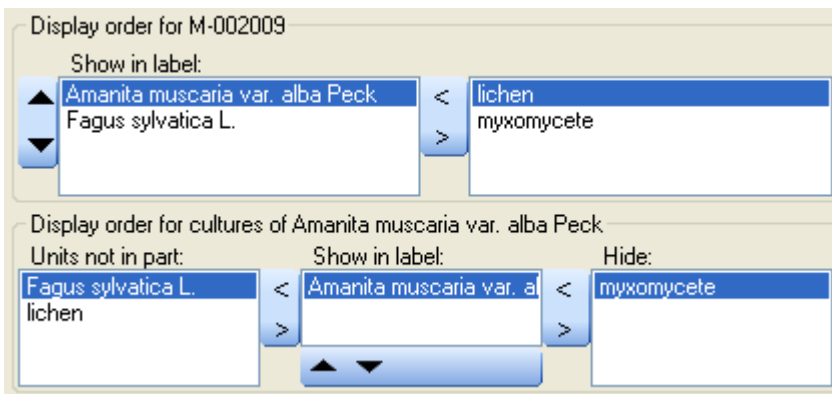 Display order for M-002009
Show in label:
Amanita muscaria var. alba Peck < lichen
Fagus sylvatica L. > myxomycete
Display order for cultures of Amanita muscaria var. alba Peck
Units not in part: Show in label: Hide:
Fagus sylvatica L. < Amanita muscaria var. al < myxomycete
lichen > >